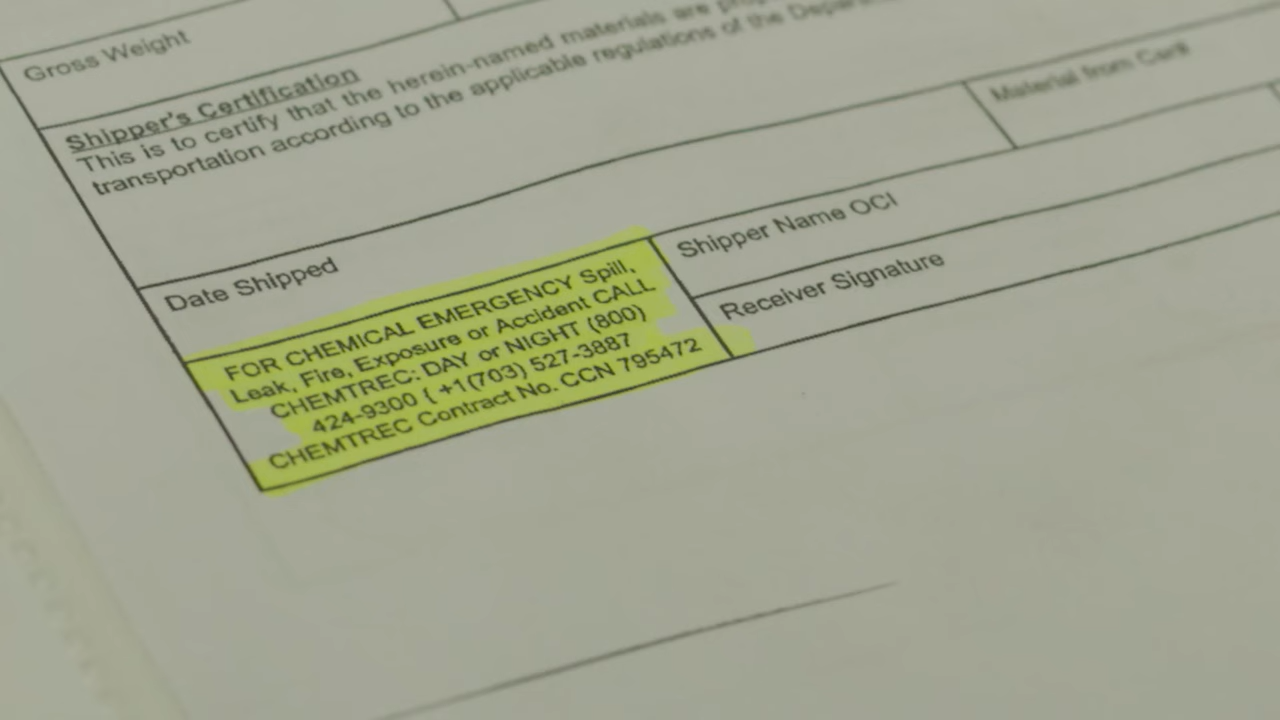 Gross Weight
Shipper's Certification
This is to certify that the herein-named materials are
transportation according to the applicable regulations of the
Material from
Date Shipped
Shipper Name OCI
Receiver Signature
FOR CHEMICAL EMERGENCY Spill,
Leak, Fire, Exposure or Accident CALL
CHEMTREC: DAY or NIGHT (800)
424-9300 ( +1(703) 527-3887
CHEMTREC Contract No. CCN 795472